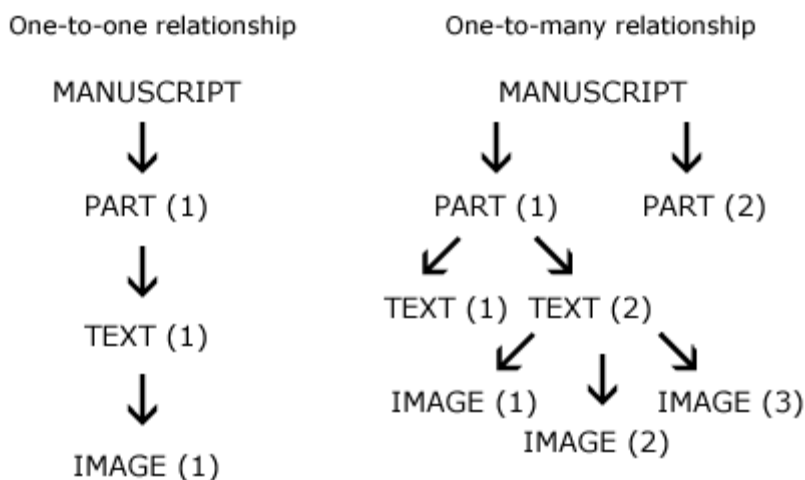 One-to-one relationship
MANUSCRIPT
PART (1)
TEXT (1)
IMAGE (1)
One-to-many relationship
MANUSCRIPT
PART (1) PART (2)
TEXT (1) TEXT (2)
IMAGE (1) IMAGE (3)
IMAGE (2)